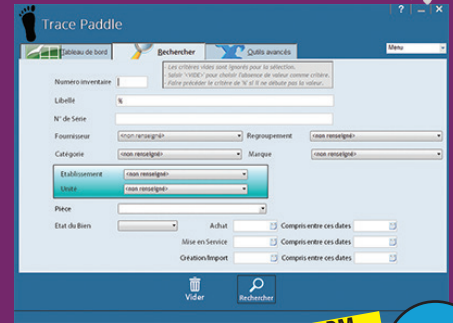 ? _ ×
Trace Paddle
Tableau de bord Rechercher Outils avancés Menu
- Les critères vides sont ignorés pour la sélection.
- Saisir '<VIDE>' pour choisir l'absence de valeur comme critère.
- Faire précéder le critère de '%' si il ne débute pas la valeur.
Numéro inventaire
Libellé %
N° de Série
Fournisseur <non renseigné> Regroupement <non renseigné>
Catégorie <non renseigné> Marque <non renseigné>
Etablissement <non renseigné>
Unité <non renseigné>
Pièce
Etat du Bien Achat Compris entre ces dates
Mise en Service Compris entre ces dates
Création/Import Compris entre ces dates
Vider Rechercher